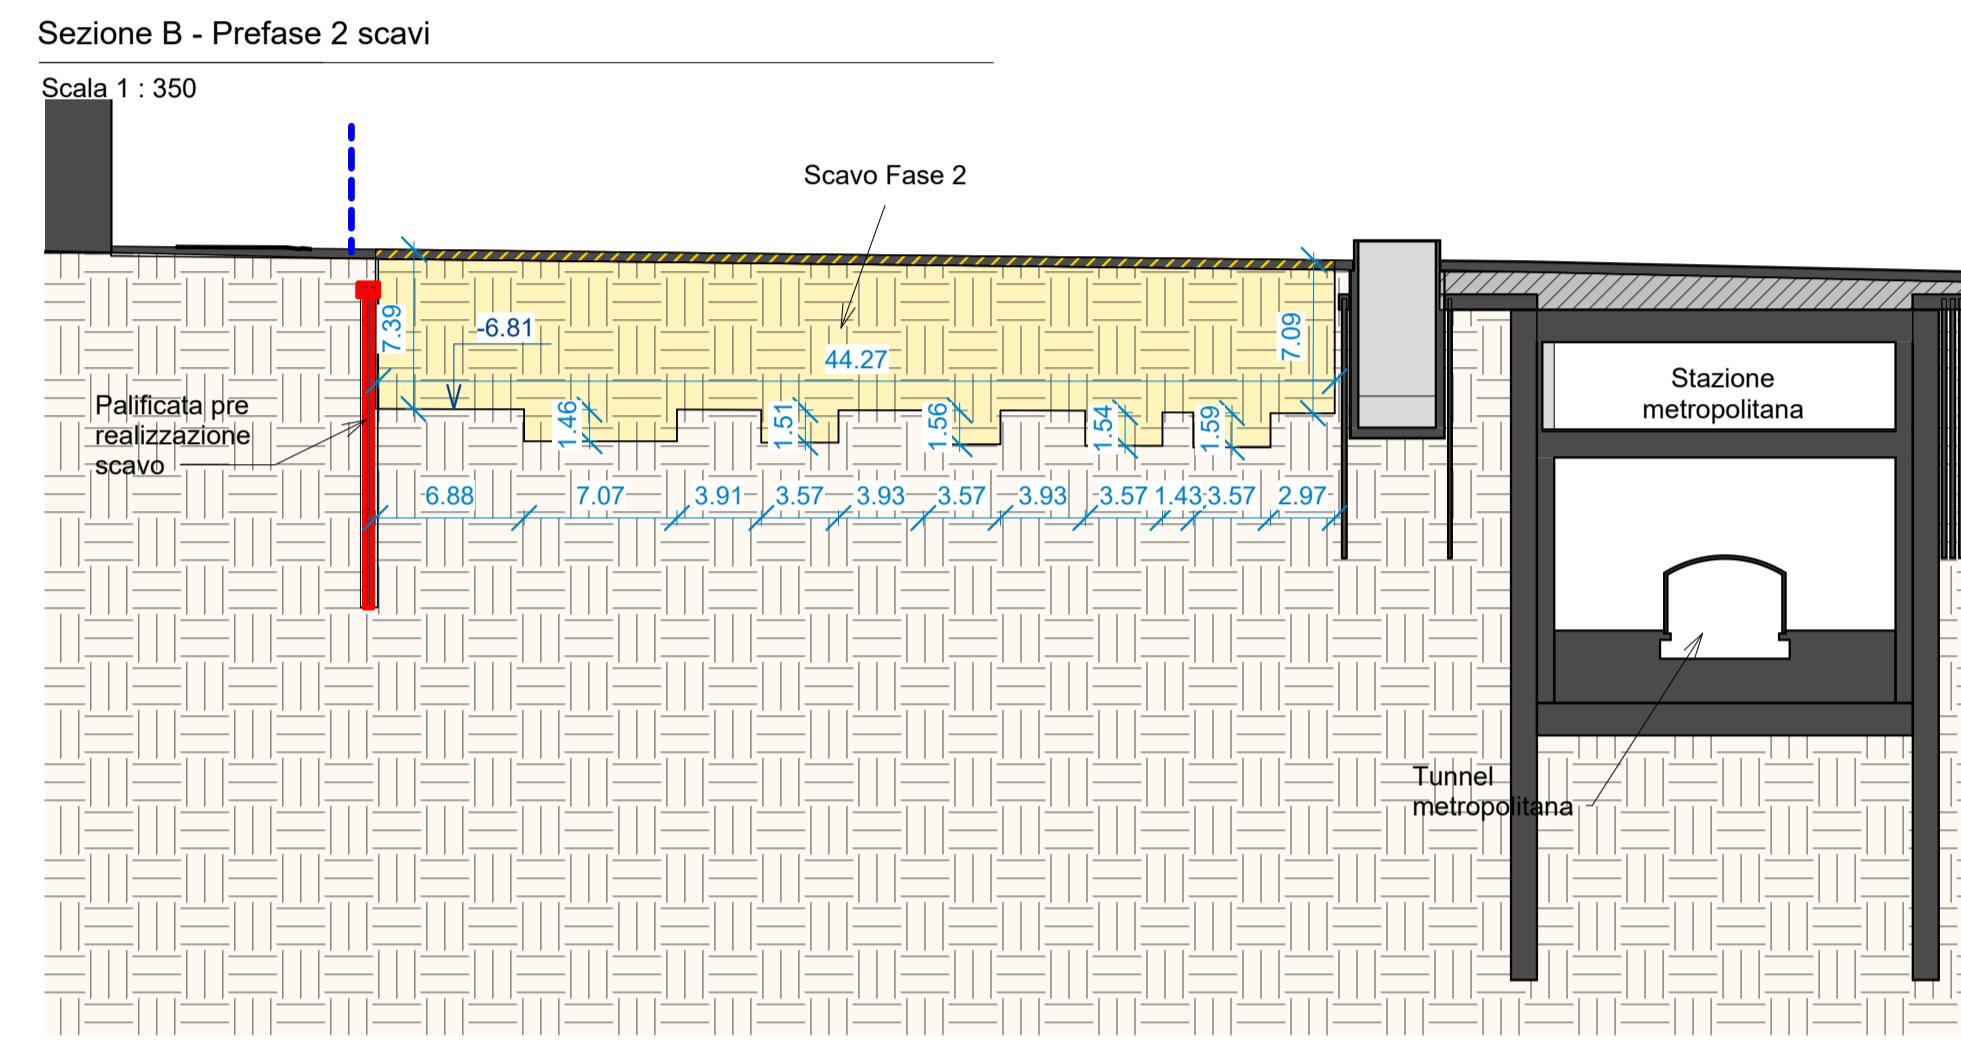 Sezione B - Prefase 2 scavi
Scala 1 : 350
Scavo Fase 2
7.39
-6.81
44.27
7.09
Stazione
metropolitana
Palificata pre
realizzazione
scavo
1.46
1.51
1.56
1.54
1.59
6.88 7.07 3.91 3.57 3.93 3.57 3.93 3.57 1.43 3.57 2.97
Tunnel
metropolitana